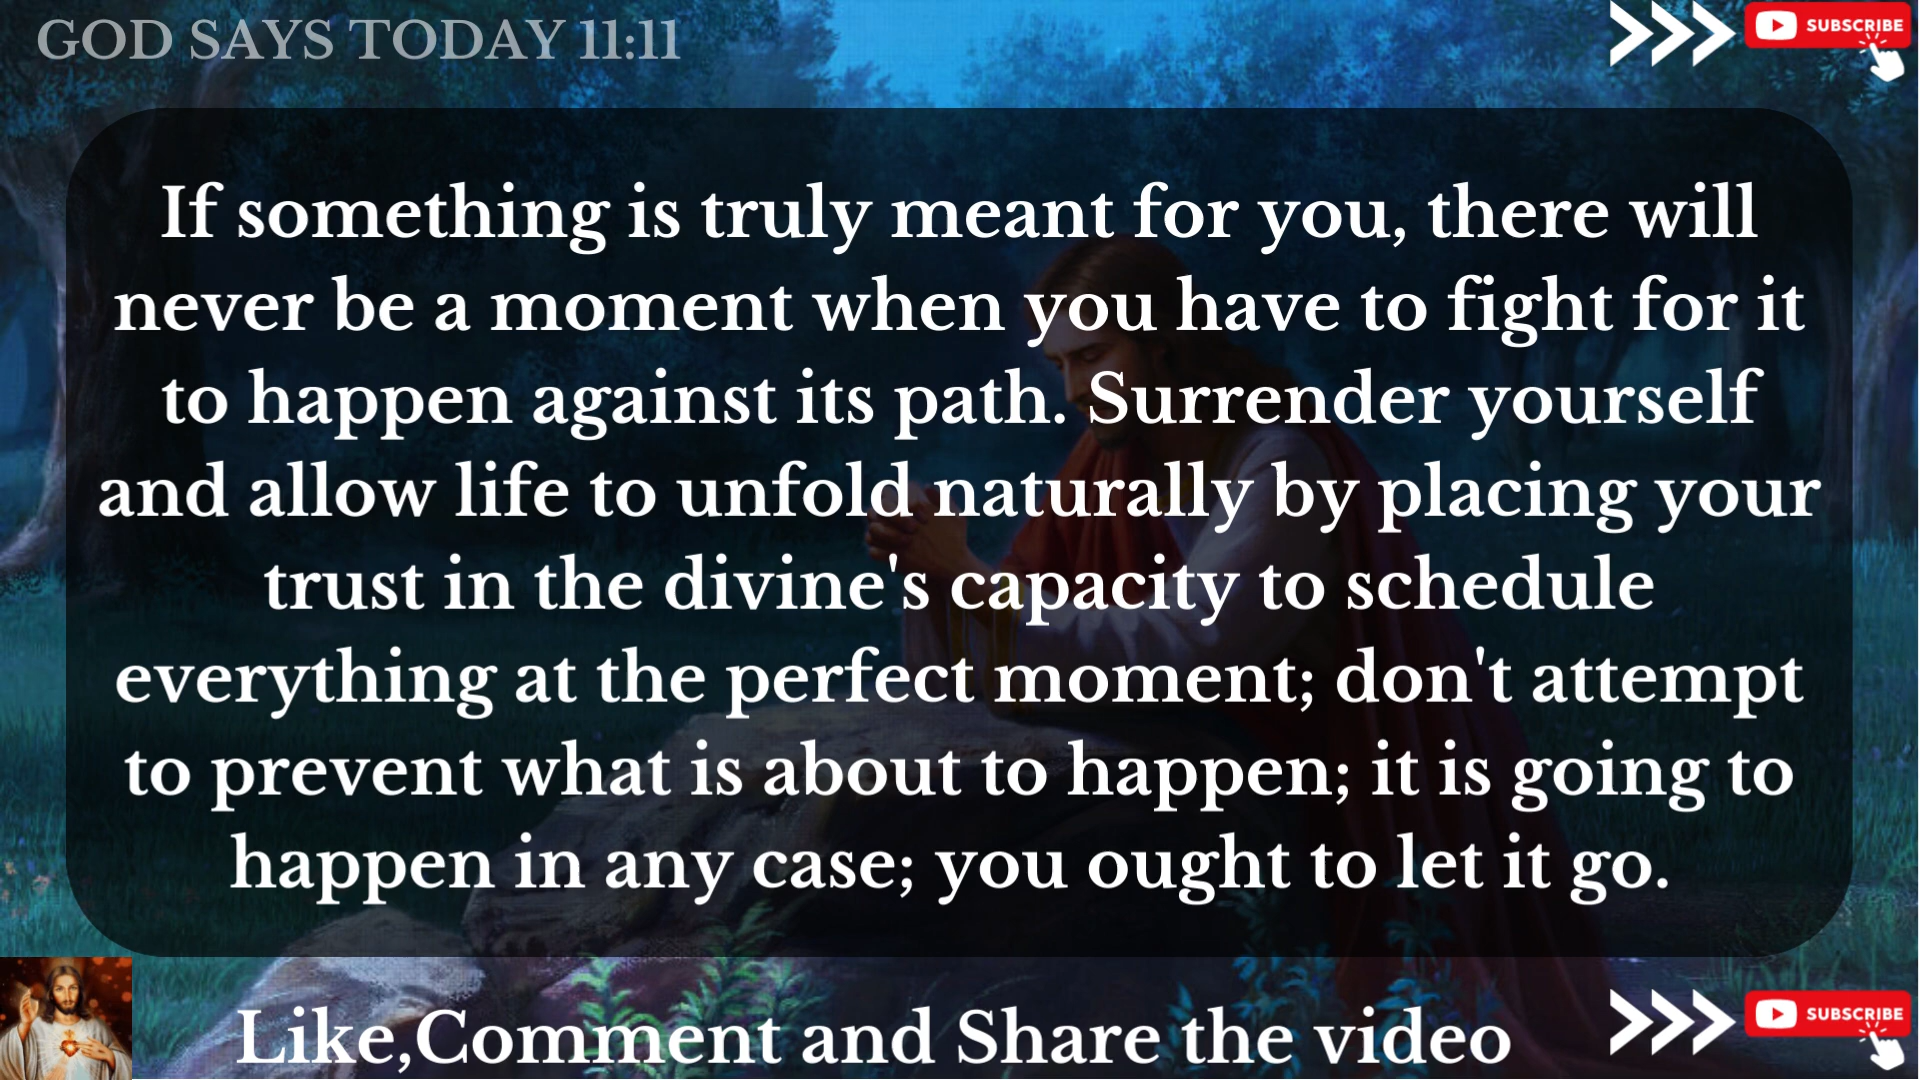 GOD SAYS TODAY 11:11
SUBSCRIBE
If something is truly meant for you, there will
never be a moment when you have to fight for it
to happen against its path. Surrender yourself
and allow life to unfold naturally by placing your
trust in the divine's capacity to schedule
everything at the perfect moment; don't attempt
to prevent what is about to happen; it is going to
happen in any case; you ought to let it go.
Like,Comment and Share the video
SUBSCRIBE